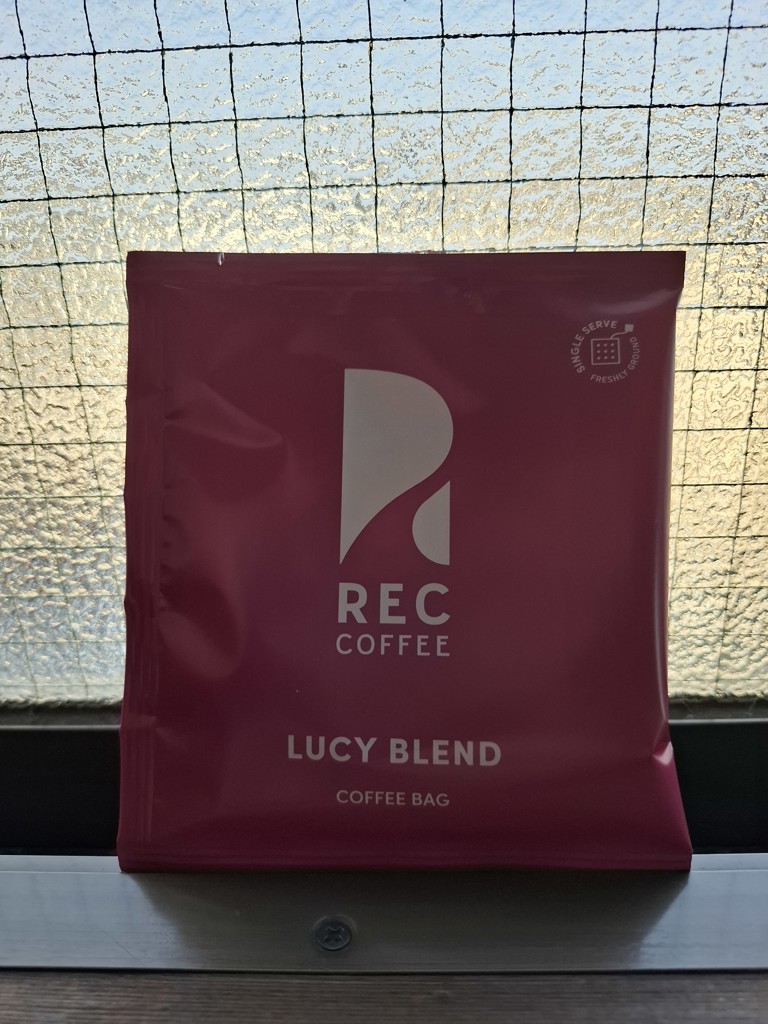 SINGLE SERVE
FRESHLY GROUND
REC
COFFEE
LUCY BLEND
COFFEE BAG